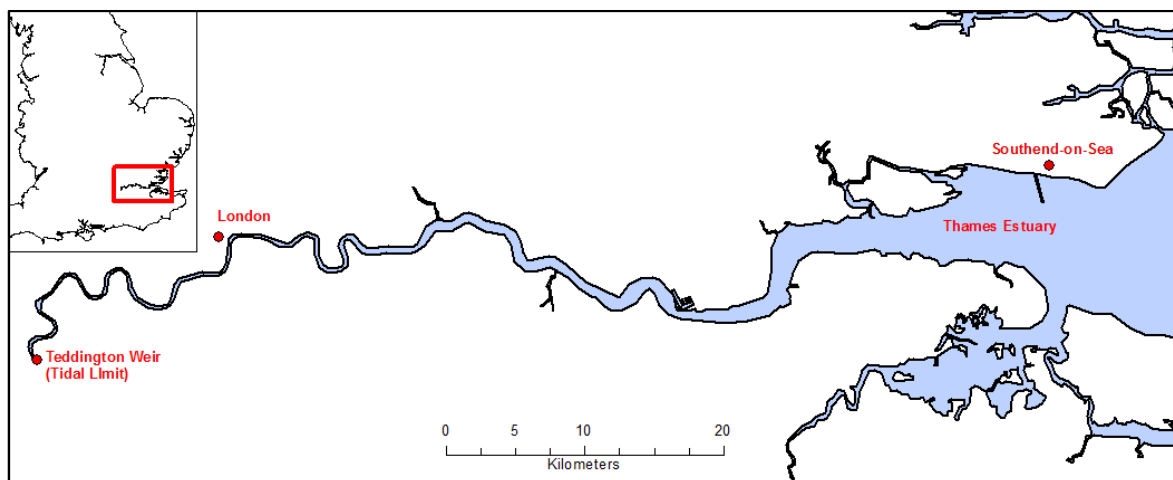 Southend-on-Sea
London
Thames Estuary
Teddington Weir
(Tidal LImit)
0 5 10 20
Kilometers